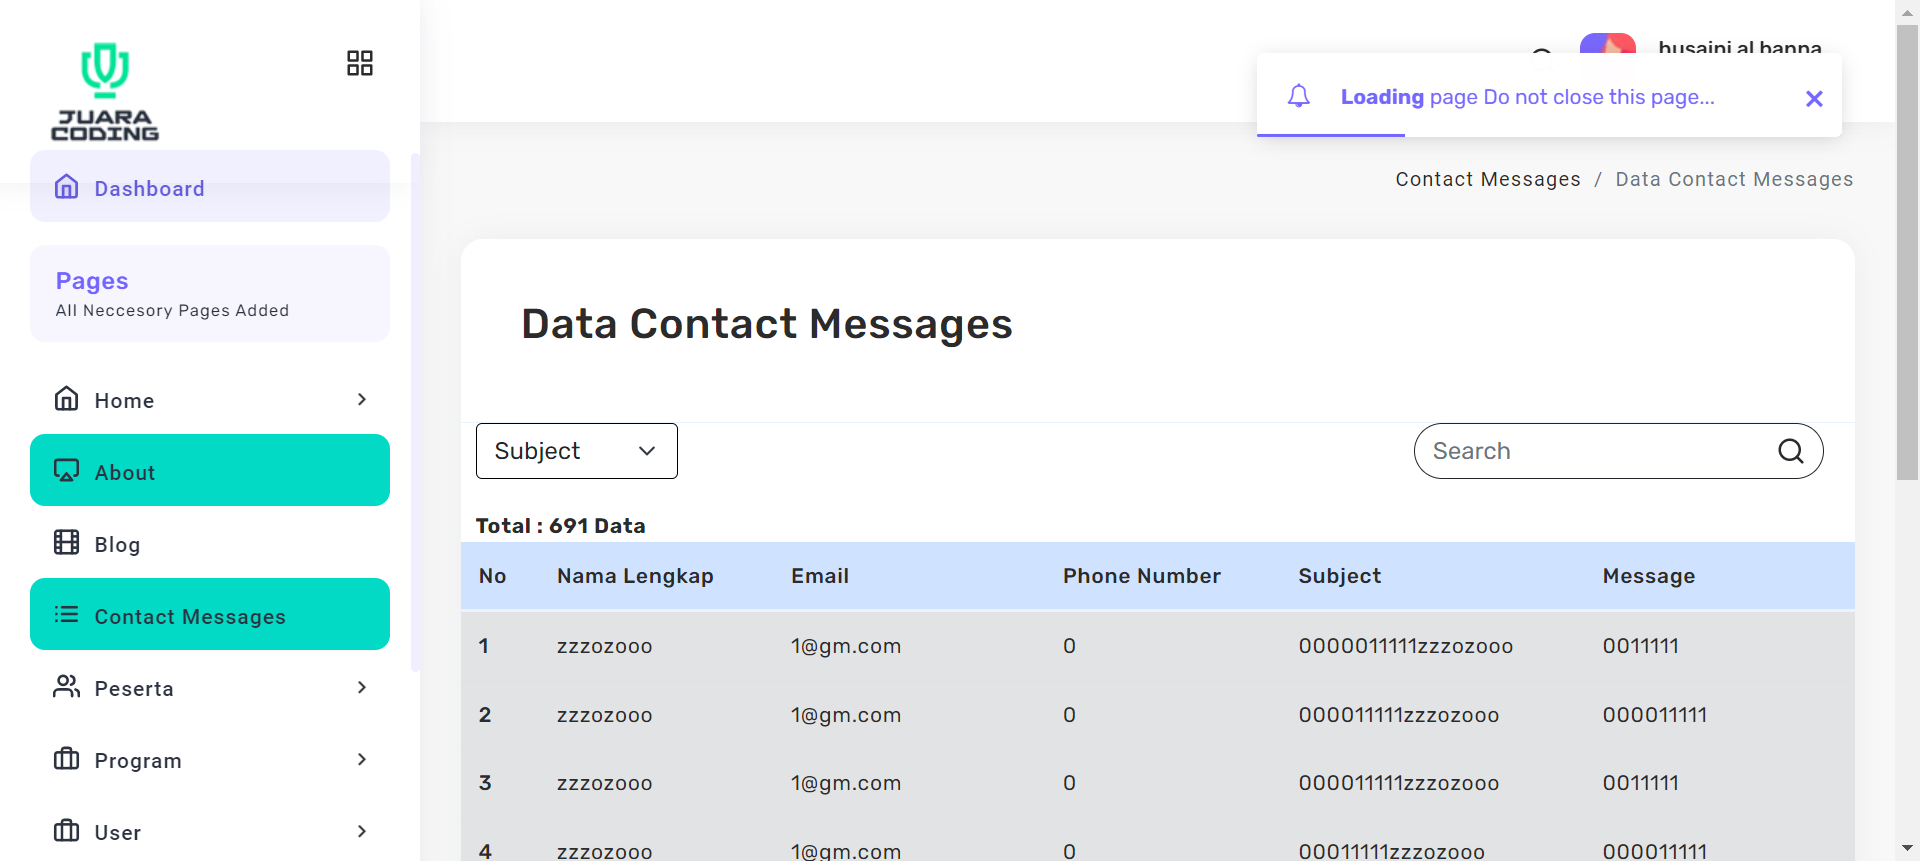 JUARA
CODING
Dashboard
Pages
All Neccesory Pages Added
Home
About
Blog
Contact Messages
Peserta
Program
User
husaini al banna
Loading page Do not close this page...
Contact Messages / Data Contact Messages
Data Contact Messages
Subject
Search
Total : 691 Data
No Nama Lengkap Email Phone Number Subject Message
1 zzzozooo 1@gm.com 0 0000011111zzzozooo 0011111
2 zzzozooo 1@gm.com 0 000011111zzzozooo 000011111
3 zzzozooo 1@gm.com 0 000011111zzzozooo 0011111
4 zzzozooo 1@gm.com 0 00011111zzzozooo 000011111